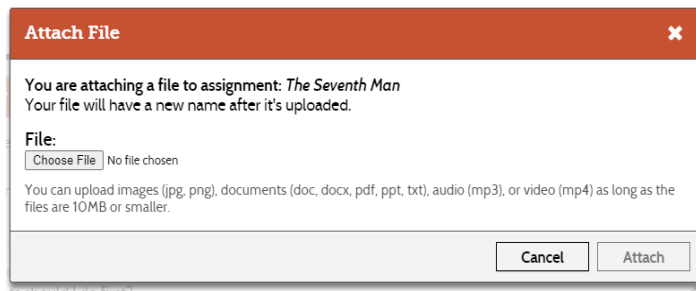 Attach File
You are attaching a file to assignment: The Seventh Man
Your file will have a new name after it's uploaded.
File:
Choose File No file chosen
You can upload images (jpg, png), documents (doc, docx, pdf, ppt, txt), audio (mp3), or video (mp4) as long as the
files are 10MB or smaller.
Cancel Attach